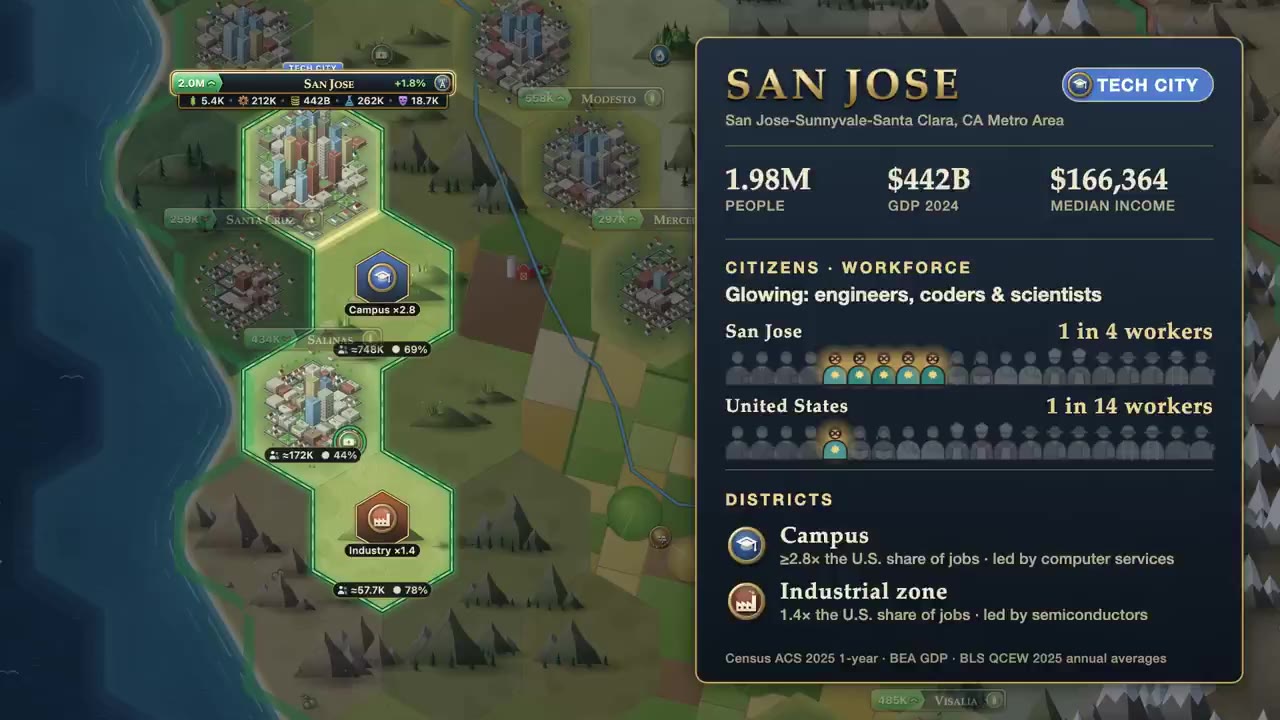 TECH CITY
2.0M
SAN JOSE
+1.8%
5.4K · 212K · 442B · 262K · 18.7K
558K
MODESTO
259K
SANTA CRUZ
297K
Campus ×2.8
434K
SALINAS
≈748K 69%
≈172K 44%
Industry ×1.4
≈57.7K 78%
SAN JOSE
TECH CITY
San Jose-Sunnyvale-Santa Clara, CA Metro Area
1.98M
PEOPLE
$442B
GDP 2024
$166,364
MEDIAN INCOME
CITIZENS · WORKFORCE
Glowing: engineers, coders & scientists
San Jose
1 in 4 workers
United States
1 in 14 workers
DISTRICTS
Campus
≥2.8× the U.S. share of jobs · led by computer services
Industrial zone
1.4× the U.S. share of jobs · led by semiconductors
Census ACS 2025 1-year · BEA GDP · BLS QCEW 2025 annual averages
485K
VISALIA